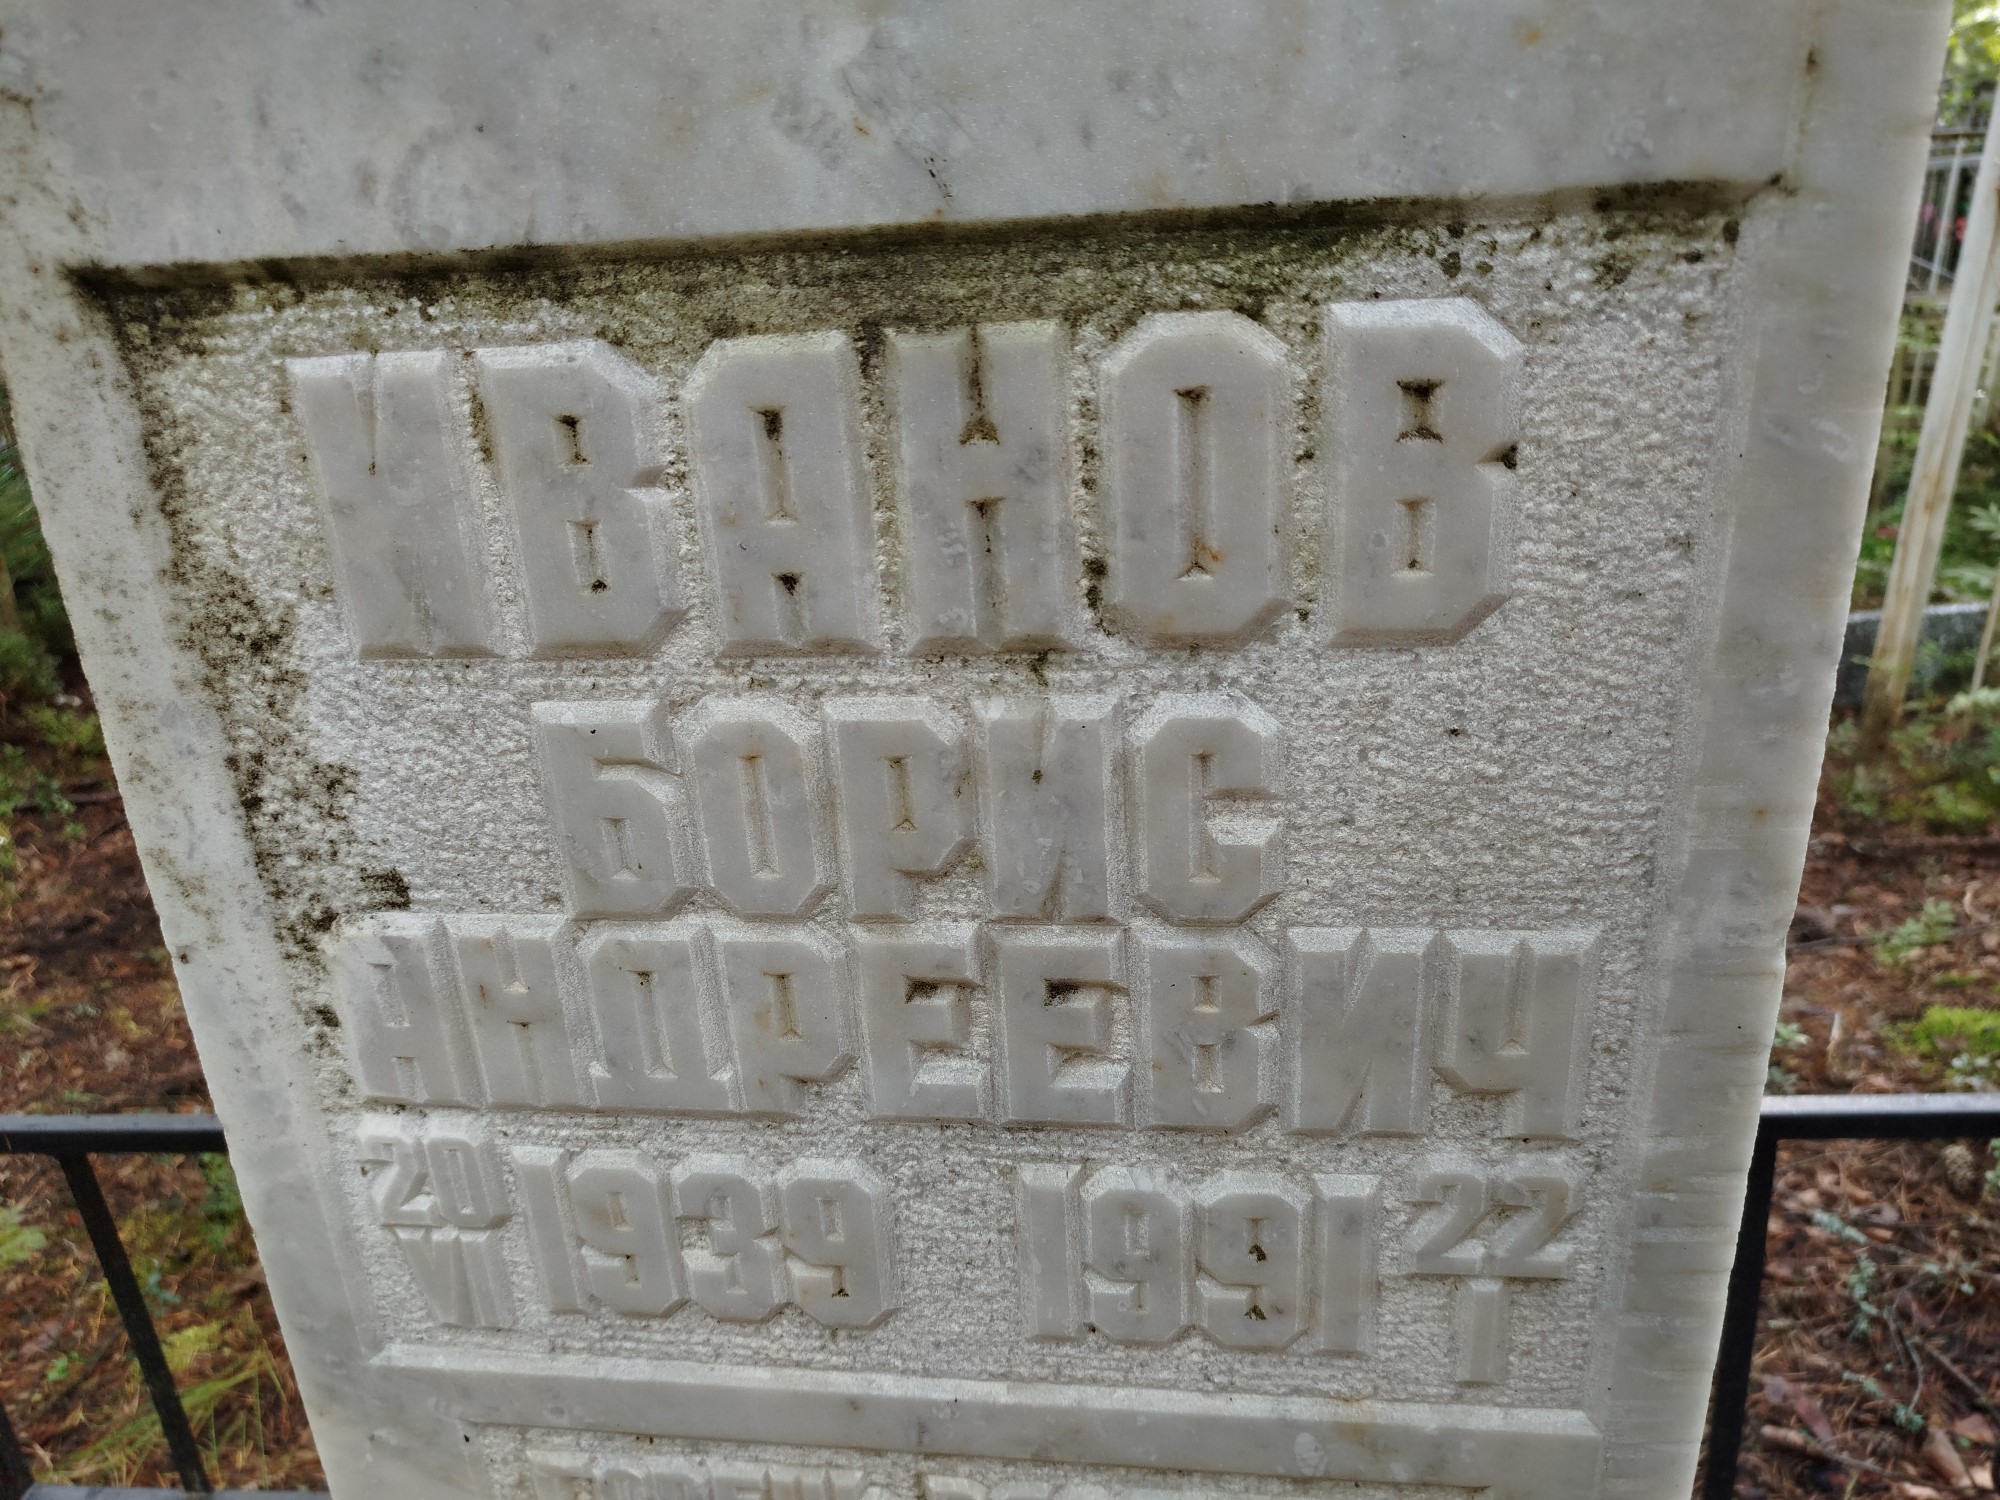 ИВАНОВ
БОРИС
АНДРЕЕВИЧ
20 VI 1939 1991 22 I